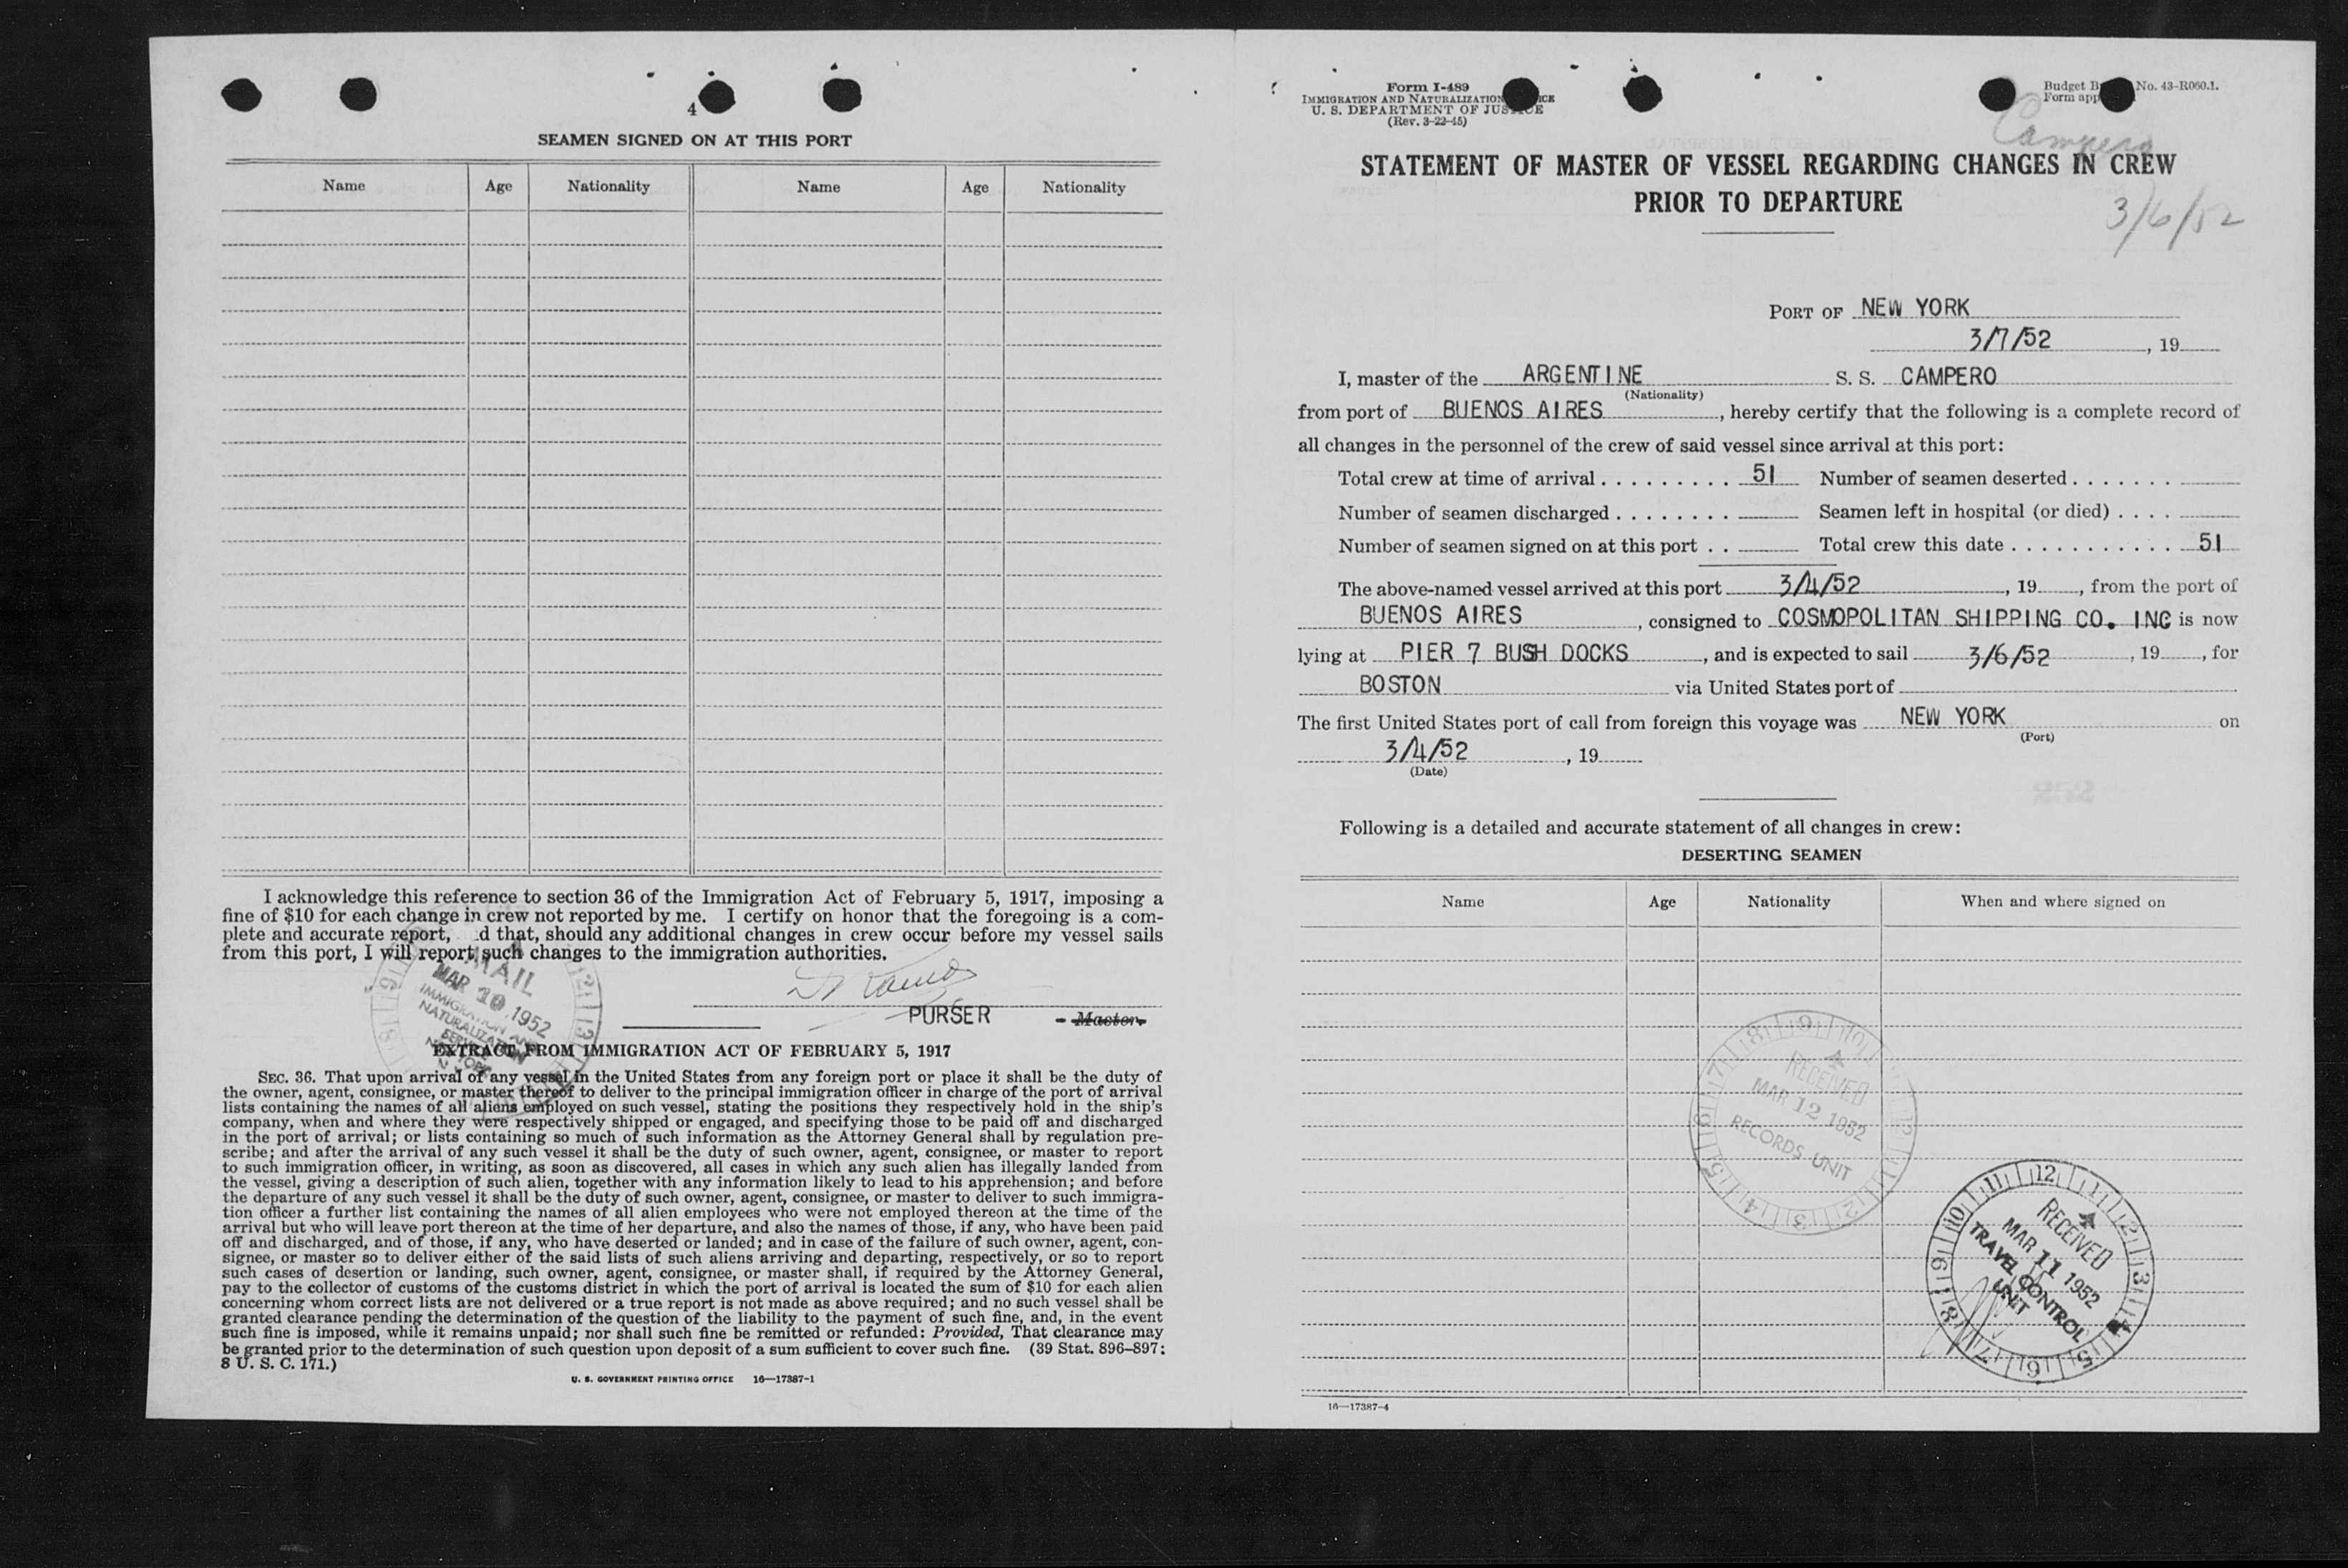 4
SEAMEN SIGNED ON AT THIS PORT
Name Age Nationality Name Age Nationality
I acknowledge this reference to section 36 of the Immigration Act of February 5, 1917, imposing a
fine of $10 for each change in crew not reported by me. I certify on honor that the foregoing is a com-
plete and accurate report, d that, should any additional changes in crew occur before my vessel sails
from this port, I will report such changes to the immigration authorities.
MAIL
MAR 10 1952
IMMIGRATION AND
NATURALIZATION
SERVICE
PURSER Master.
EXTRACT FROM IMMIGRATION ACT OF FEBRUARY 5, 1917
SEC. 36. That upon arrival of any vessel in the United States from any foreign port or place it shall be the duty of
the owner, agent, consignee, or master thereof to deliver to the principal immigration officer in charge of the port of arrival
lists containing the names of all aliens employed on such vessel, stating the positions they respectively hold in the ship's
company, when and where they were respectively shipped or engaged, and specifying those to be paid off and discharged
in the port of arrival; or lists containing so much of such information as the Attorney General shall by regulation pre-
scribe; and after the arrival of any such vessel it shall be the duty of such owner, agent, consignee, or master to report
to such immigration officer, in writing, as soon as discovered, all cases in which any such alien has illegally landed from
the vessel, giving a description of such alien, together with any information likely to lead to his apprehension; and before
the departure of any such vessel it shall be the duty of such owner, agent, consignee, or master to deliver to such immigra-
tion officer a further list containing the names of all alien employees who were not employed thereon at the time of the
arrival but who will leave port thereon at the time of her departure, and also the names of those, if any, who have been paid
off and discharged, and of those, if any, who have deserted or landed; and in case of the failure of such owner, agent, con-
signee, or master so to deliver either of the said lists of such aliens arriving and departing, respectively, or so to report
such cases of desertion or landing, such owner, agent, consignee, or master shall, if required by the Attorney General,
pay to the collector of customs of the customs district in which the port of arrival is located the sum of $10 for each alien
concerning whom correct lists are not delivered or a true report is not made as above required; and no such vessel shall be
granted clearance pending the determination of the question of the liability to the payment of such fine, and, in the event
such fine is imposed, while it remains unpaid; nor shall such fine be remitted or refunded: Provided, That clearance may
be granted prior to the determination of such question upon deposit of a sum sufficient to cover such fine. (39 Stat. 896–897;
8 U. S. C. 171.)
U. S. GOVERNMENT PRINTING OFFICE 16—17387-1
Form I-489
IMMIGRATION AND NATURALIZATION
U. S. DEPARTMENT OF JUSTICE
(Rev. 3-22-45)
Budget B No. 43-R060.1.
Form app
Campero
STATEMENT OF MASTER OF VESSEL REGARDING CHANGES IN CREW
PRIOR TO DEPARTURE
3/6/52
PORT OF NEW YORK
3/7/52, 19
I, master of the ARGENTINE S. S. CAMPERO
(Nationality)
from port of BUENOS AIRES, hereby certify that the following is a complete record of
all changes in the personnel of the crew of said vessel since arrival at this port:
Total crew at time of arrival . . . . . . . . . 51 Number of seamen deserted . . . . . . .
Number of seamen discharged . . . . . . . . Seamen left in hospital (or died) . . . .
Number of seamen signed on at this port . . Total crew this date . . . . . . . . . . . 51
The above-named vessel arrived at this port 3/4/52, 19, from the port of
BUENOS AIRES, consigned to COSMOPOLITAN SHIPPING CO. INC is now
lying at PIER 7 BUSH DOCKS, and is expected to sail 3/6/52, 19, for
BOSTON via United States port of
The first United States port of call from foreign this voyage was NEW YORK on
(Port)
3/4/52, 19
(Date)
Following is a detailed and accurate statement of all changes in crew:
DESERTING SEAMEN
Name Age Nationality When and where signed on
RECEIVED
MAR 12 1952
RECORDS UNIT
RECEIVED
MAR 11 1952
TRAVEL CONTROL
UNIT
16—17387-4